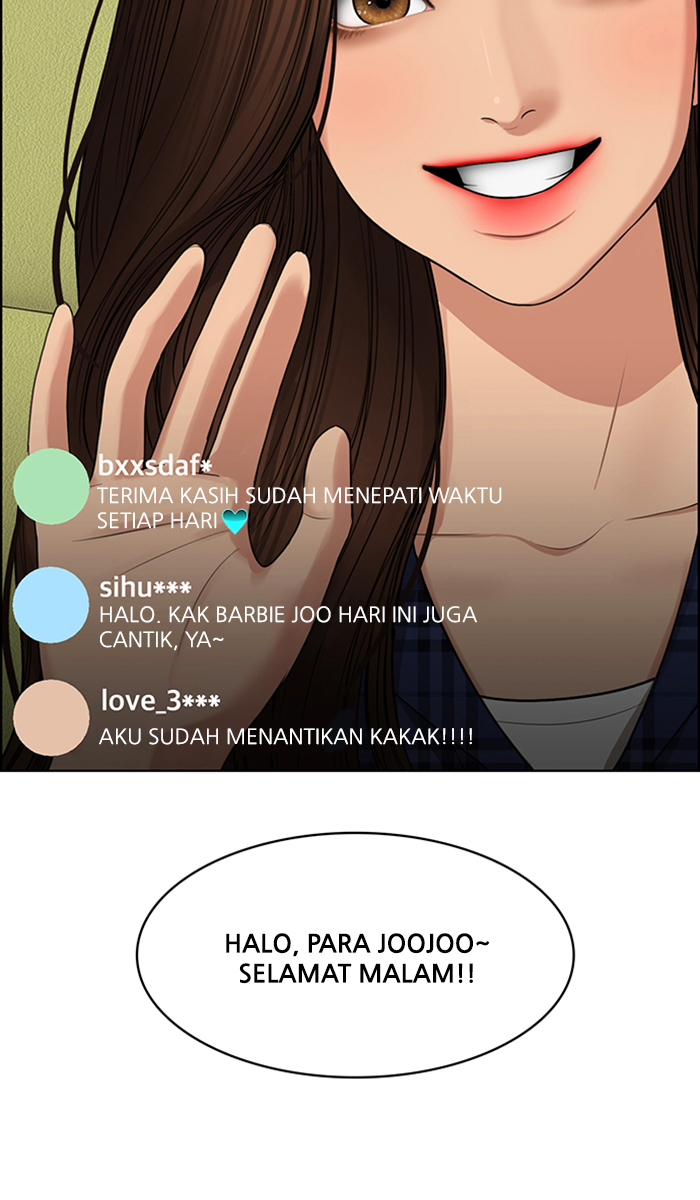 bxxsdaf*
TERIMA KASIH SUDAH MENEPATI WAKTU
SETIAP HARI
sihu***
HALO. KAK BARBIE JOO HARI INI JUGA
CANTIK, YA~
love_3***
AKU SUDAH MENANTIKAN KAKAK!!!!
HALO, PARA JOOJOO~
SELAMAT MALAM!!